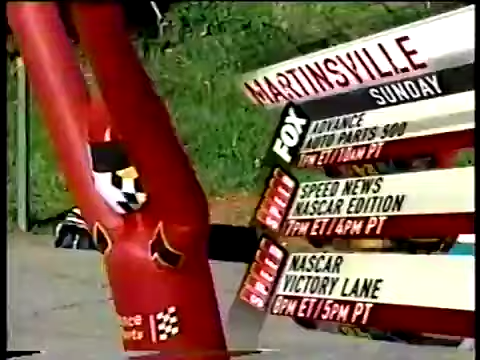 MARTINSVILLE
SUNDAY
FOX
ADVANCE
AUTO PARTS 500
1PM ET/10AM PT
SPEED
SPEED NEWS
NASCAR EDITION
7PM ET/4PM PT
SPEED
NASCAR
VICTORY LANE
8PM ET/5PM PT